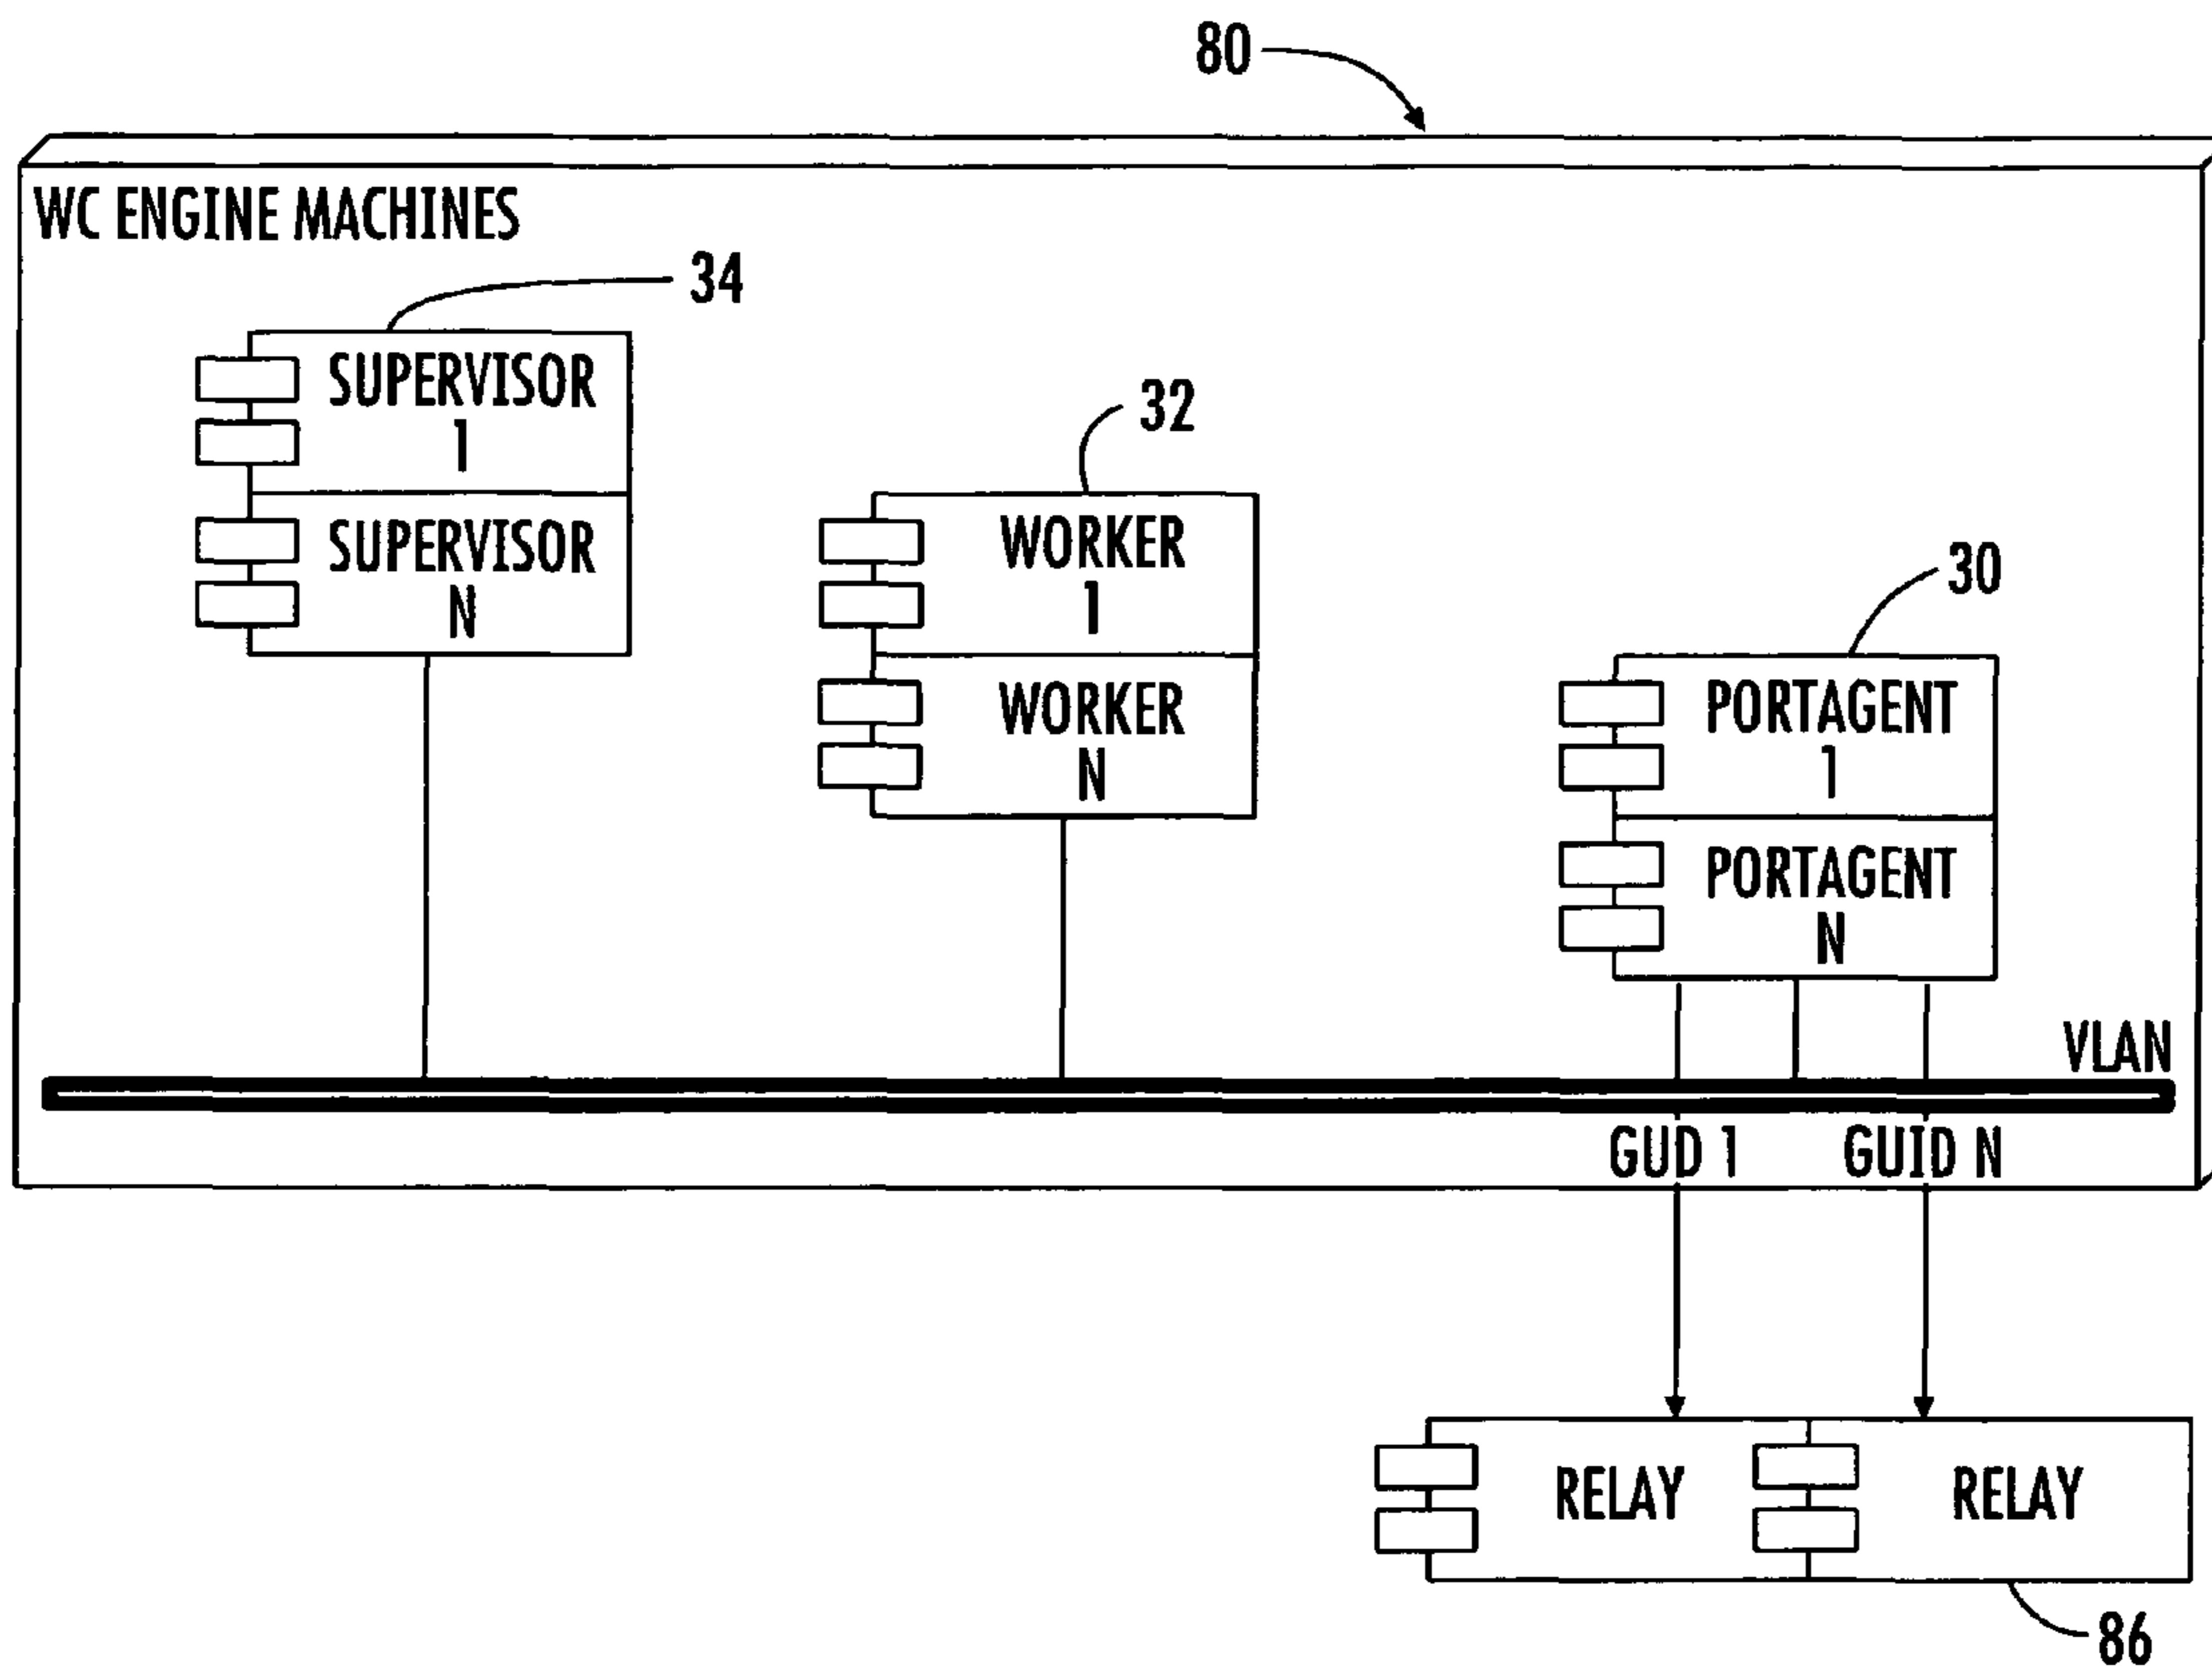 80
WC ENGINE MACHINES
34
SUPERVISOR
1
SUPERVISOR
N
32
WORKER
1
WORKER
N
30
PORTAGENT
1
PORTAGENT
N
VLAN
GUD 1 GUID N
RELAY RELAY
86